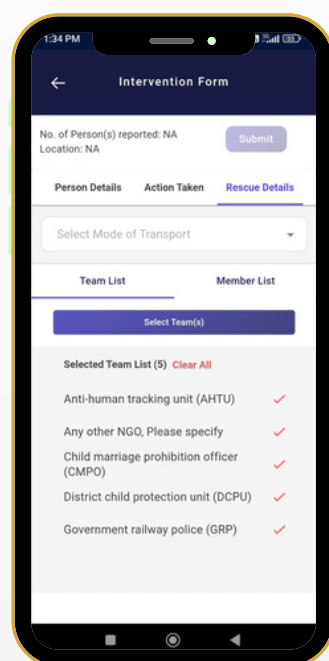 1:34 PM
Intervention Form
No. of Person(s) reported: NA
Location: NA
Submit
Person Details
Action Taken
Rescue Details
Select Mode of Transport
Team List
Member List
Select Team(s)
Selected Team List (5) Clear All
Anti-human tracking unit (AHTU)
Any other NGO, Please specify
Child marriage prohibition officer
(CMPO)
District child protection unit (DCPU)
Government railway police (GRP)